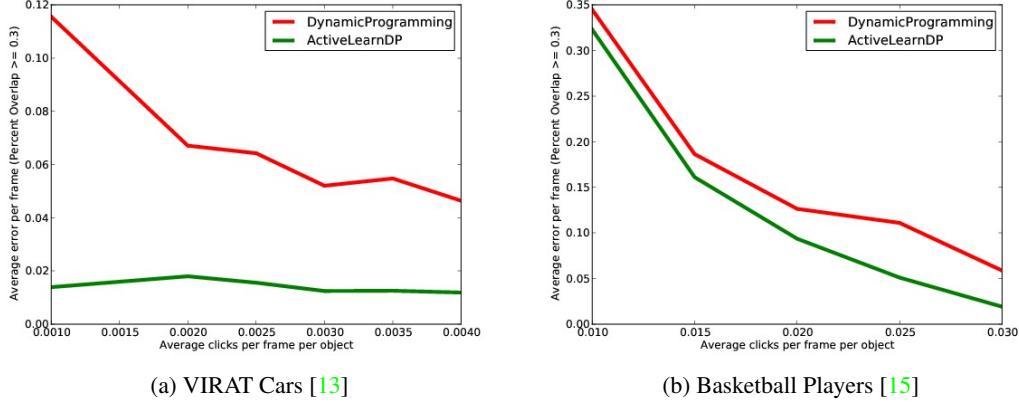 0.12
0.10
0.08
0.06
0.04
0.02
0.00
Average error per frame (Percent Overlap >= 0.3)
DynamicProgramming
ActiveLearnDP
0.0010 0.0015 0.0020 0.0025 0.0030 0.0035 0.0040
Average clicks per frame per object
(a) VIRAT Cars [13]
0.35
0.30
0.25
0.20
0.15
0.10
0.05
0.00
Average error per frame (Percent Overlap >= 0.3)
DynamicProgramming
ActiveLearnDP
0.010 0.015 0.020 0.025 0.030
Average clicks per frame per object
(b) Basketball Players [15]